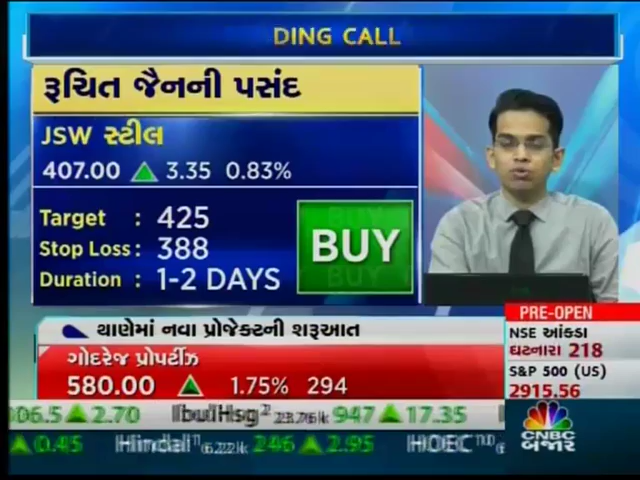 DING CALL
રૂચિત જૈનની પસંદ
JSW સ્ટીલ
407.00 ▲ 3.35 0.83%
Target : 425
Stop Loss : 388
Duration : 1-2 DAYS
BUY
થાણેમાં નવા પ્રોજેક્ટની શરૂઆત
ગોદરેજ પ્રોપર્ટીઝ
580.00 ▲ 1.75% 294
PRE-OPEN
NSE આંકડા
ઘટનારા 218
S&P 500 (US)
2915.56
06.5 ▲ 2.70 IbulHsg 947 ▲ 17.35
▲ 0.45 Hindal 246 ▲ 2.95 HOEC
CNBC
બજાર